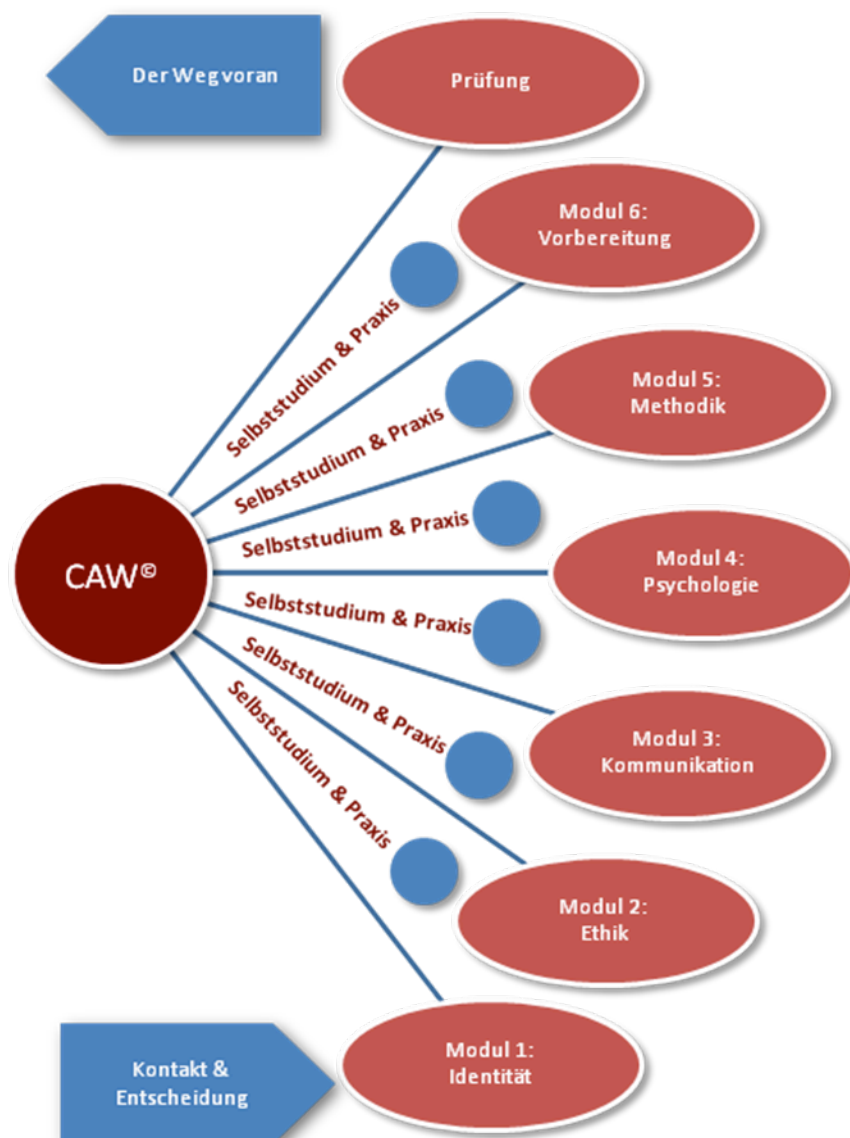 Der Weg voran
Prüfung
Modul 6:
Vorbereitung
Selbststudium & Praxis
Modul 5:
Methodik
Selbststudium & Praxis
Selbststudium & Praxis
CAW©
Modul 4:
Psychologie
Selbststudium & Praxis
Selbststudium & Praxis
Modul 3:
Kommunikation
Selbststudium & Praxis
Modul 2:
Ethik
Kontakt &
Entscheidung
Modul 1:
Identität